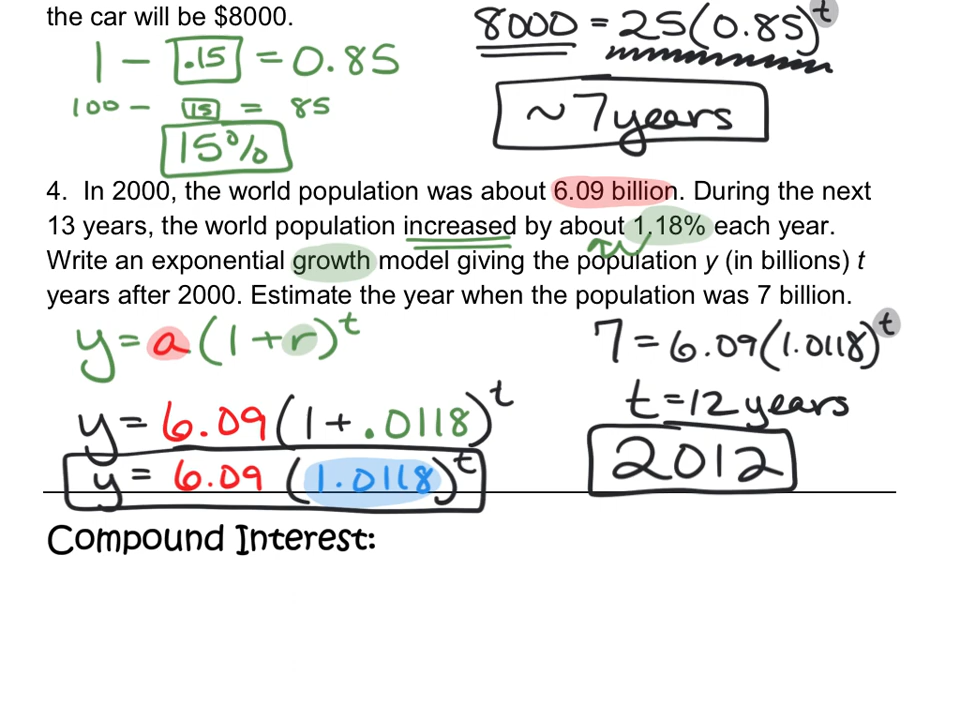 the car will be $8000.
8000 = 25(0.85)^t
1 - .15 = 0.85
100 - 15 = 85
15%
~ 7 years
4. In 2000, the world population was about 6.09 billion. During the next
13 years, the world population increased by about 1.18% each year.
Write an exponential growth model giving the population y (in billions) t
years after 2000. Estimate the year when the population was 7 billion.
y = a(1+r)^t
y = 6.09(1+.0118)^t
y = 6.09 (1.0118)^t
7 = 6.09(1.0118)^t
t = 12 years
2012
Compound Interest: